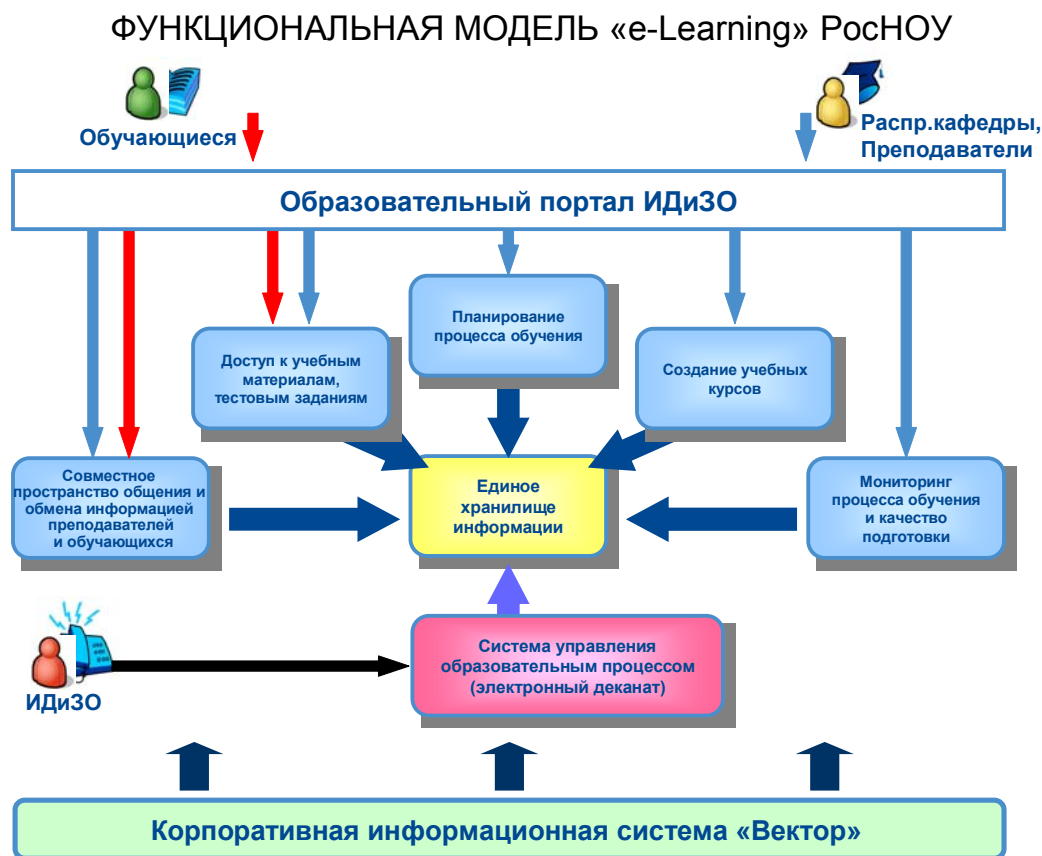 ФУНКЦИОНАЛЬНАЯ МОДЕЛЬ «e-Learning» РосНОУ
Обучающиеся
Распр.кафедры,
Преподаватели
Образовательный портал ИДиЗО
Планирование
процесса обучения
Доступ к учебным
материалам,
тестовым заданиям
Создание учебных
курсов
Совместное
пространство общения и
обмена информацией
преподавателей
и обучающихся
Единое
хранилище
информации
Мониторинг
процесса обучения
и качество
подготовки
Система управления
образовательным процессом
(электронный деканат)
ИДиЗО
Корпоративная информационная система «Вектор»